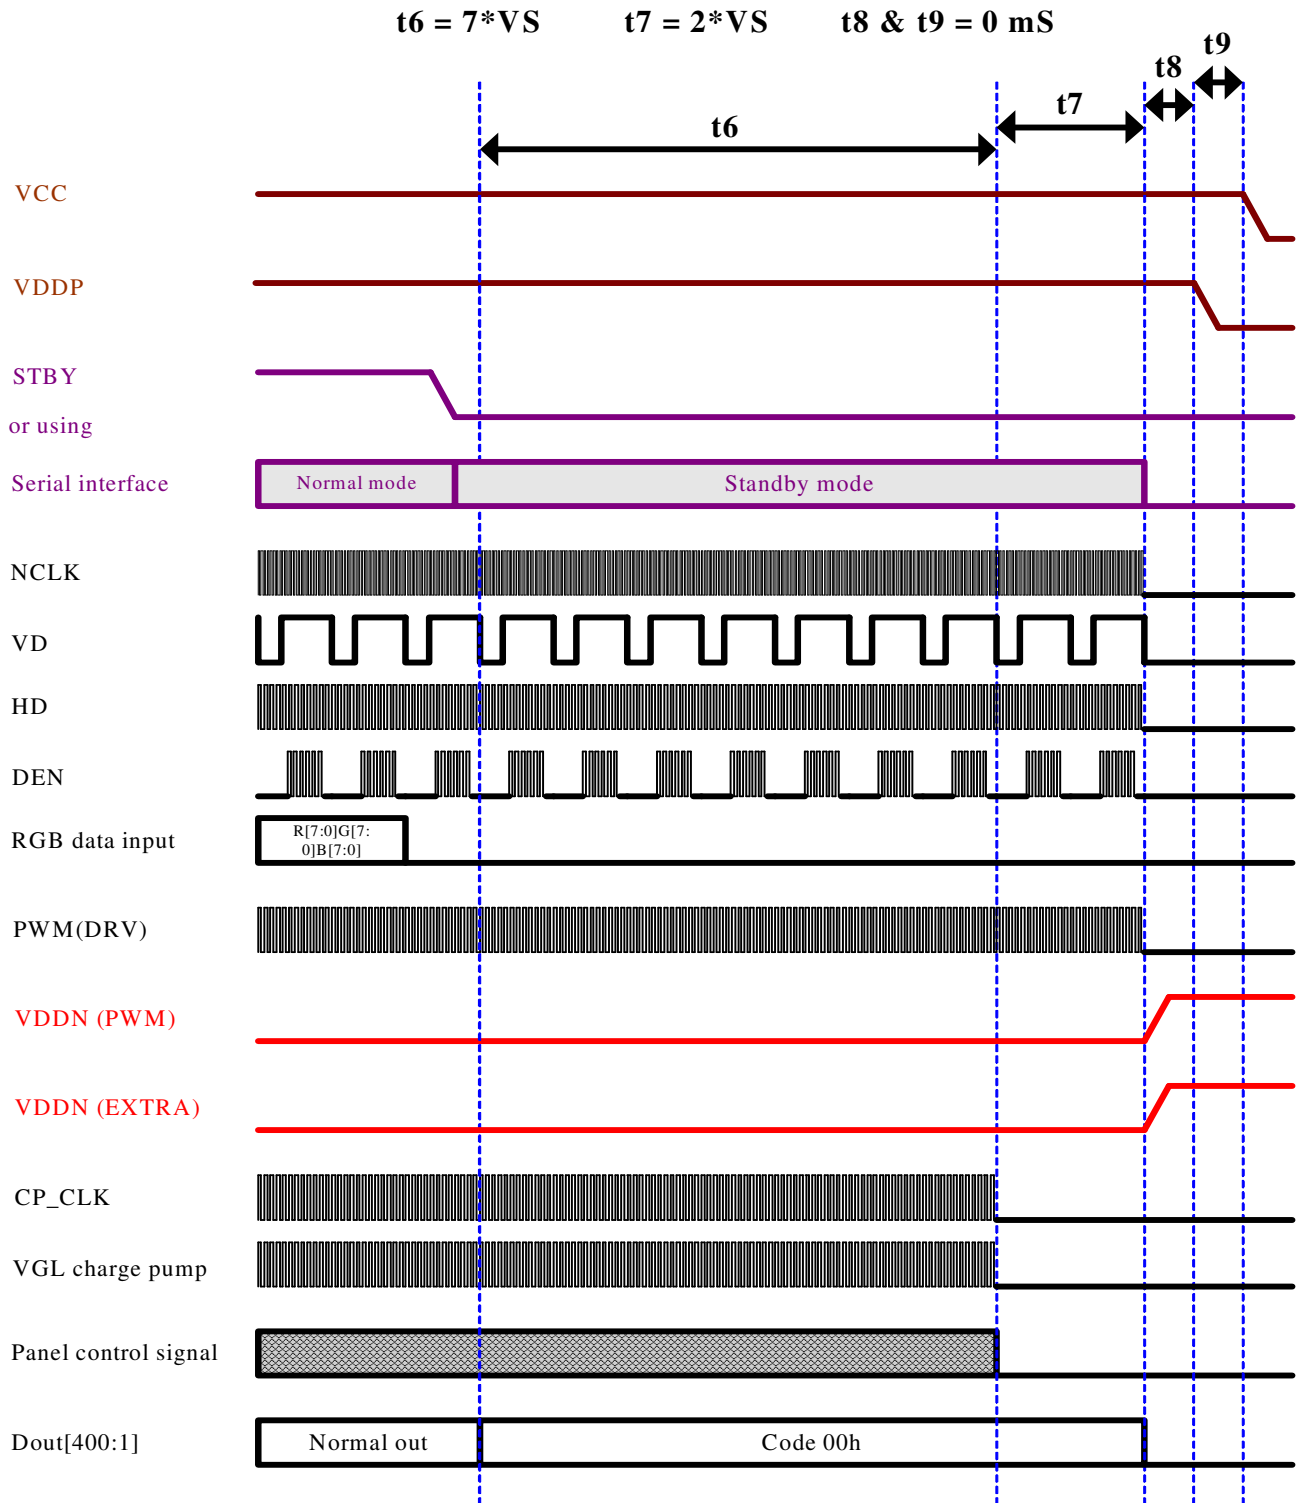 t6 = 7*VS t7 = 2*VS t8 & t9 = 0 mS
t9
t8
t7
t6
VCC
VDDP
STBY
or using
Serial interface Normal mode Standby mode
NCLK
VD
HD
DEN
RGB data input R[7:0]G[7:
0]B[7:0]
PWM(DRV)
VDDN (PWM)
VDDN (EXTRA)
CP_CLK
VGL charge pump
Panel control signal
Dout[400:1] Normal out Code 00h